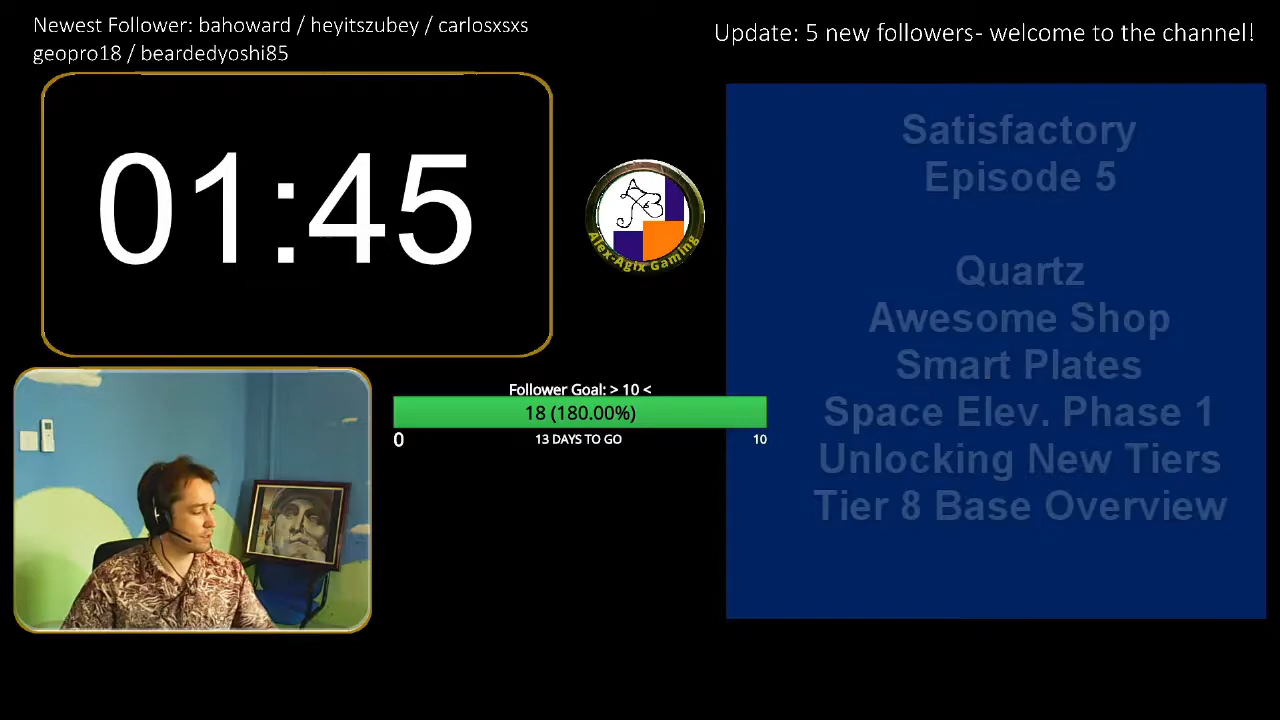 Newest Follower: bahoward / heyitszubey / carlosxsxs
geopro18 / beardedyoshi85
Update: 5 new followers- welcome to the channel!
01:45
Alex-Agix Gaming
Satisfactory
Episode 5
Quartz
Awesome Shop
Smart Plates
Space Elev. Phase 1
Unlocking New Tiers
Tier 8 Base Overview
Follower Goal: > 10 <
18 (180.00%)
0
13 DAYS TO GO
10